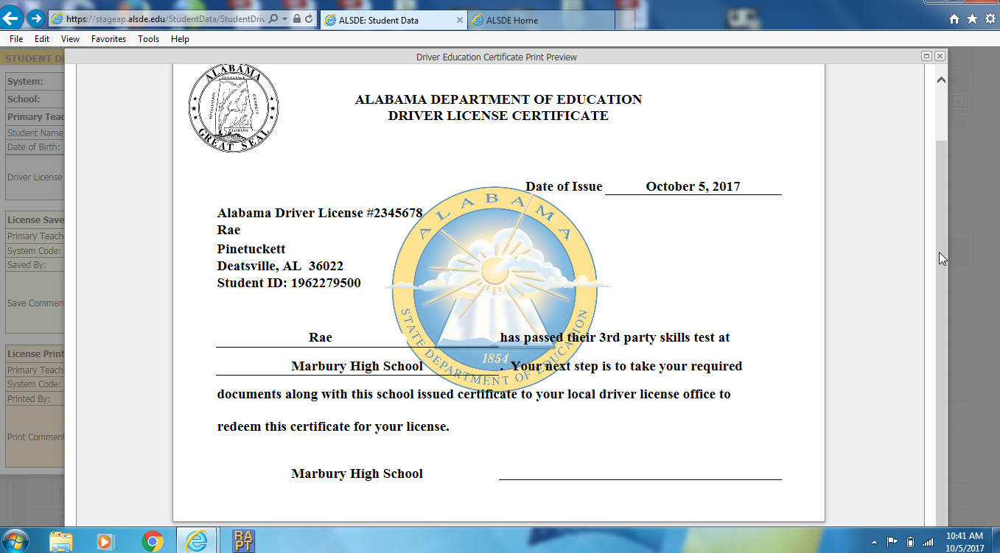 https://stageap.alsde.edu/StudentData/StudentDriv
ALSDE: Student Data
ALSDE Home
File Edit View Favorites Tools Help
Driver Education Certificate Print Preview
STUDENT
System:
School:
Primary
Student Name
Date of Birth:
Driver License
License
Primary
System Code:
Saved By:
Save
License Print
Primary
System Code:
Printed By:
Print
ALABAMA
TENNESSEE
MISSISSIPPI
GEORGIA
FLORIDA
GREAT SEAL
ALABAMA DEPARTMENT OF EDUCATION
DRIVER LICENSE CERTIFICATE
Date of Issue October 5, 2017
Alabama Driver License #2345678
Rae
Pinetuckett
Deatsville, AL 36022
Student ID: 1962279500
ALABAMA
STATE DEPARTMENT OF EDUCATION
1854
Rae has passed their 3rd party skills test at
Marbury High School . Your next step is to take your required
documents along with this school issued certificate to your local driver license office to
redeem this certificate for your license.
Marbury High School
RAPT
10:41 AM
10/5/2017